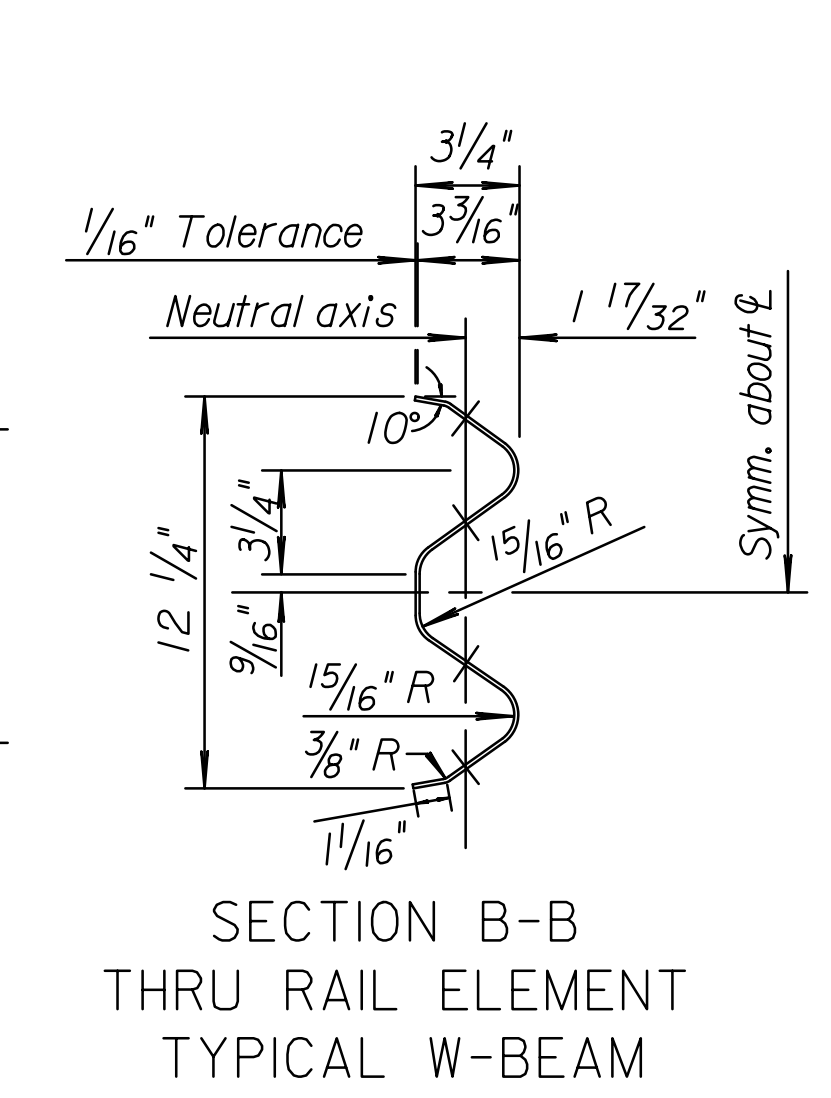 3 1/4"
1/16" Tolerance
3 3/16"
Neutral axis
1 17/32"
Symm. about ℄
10°
3 1/4"
12 1/4"
15/16" R
9/16"
15/16" R
3/8" R
1 1/16"
SECTION B-B
THRU RAIL ELEMENT
TYPICAL W-BEAM